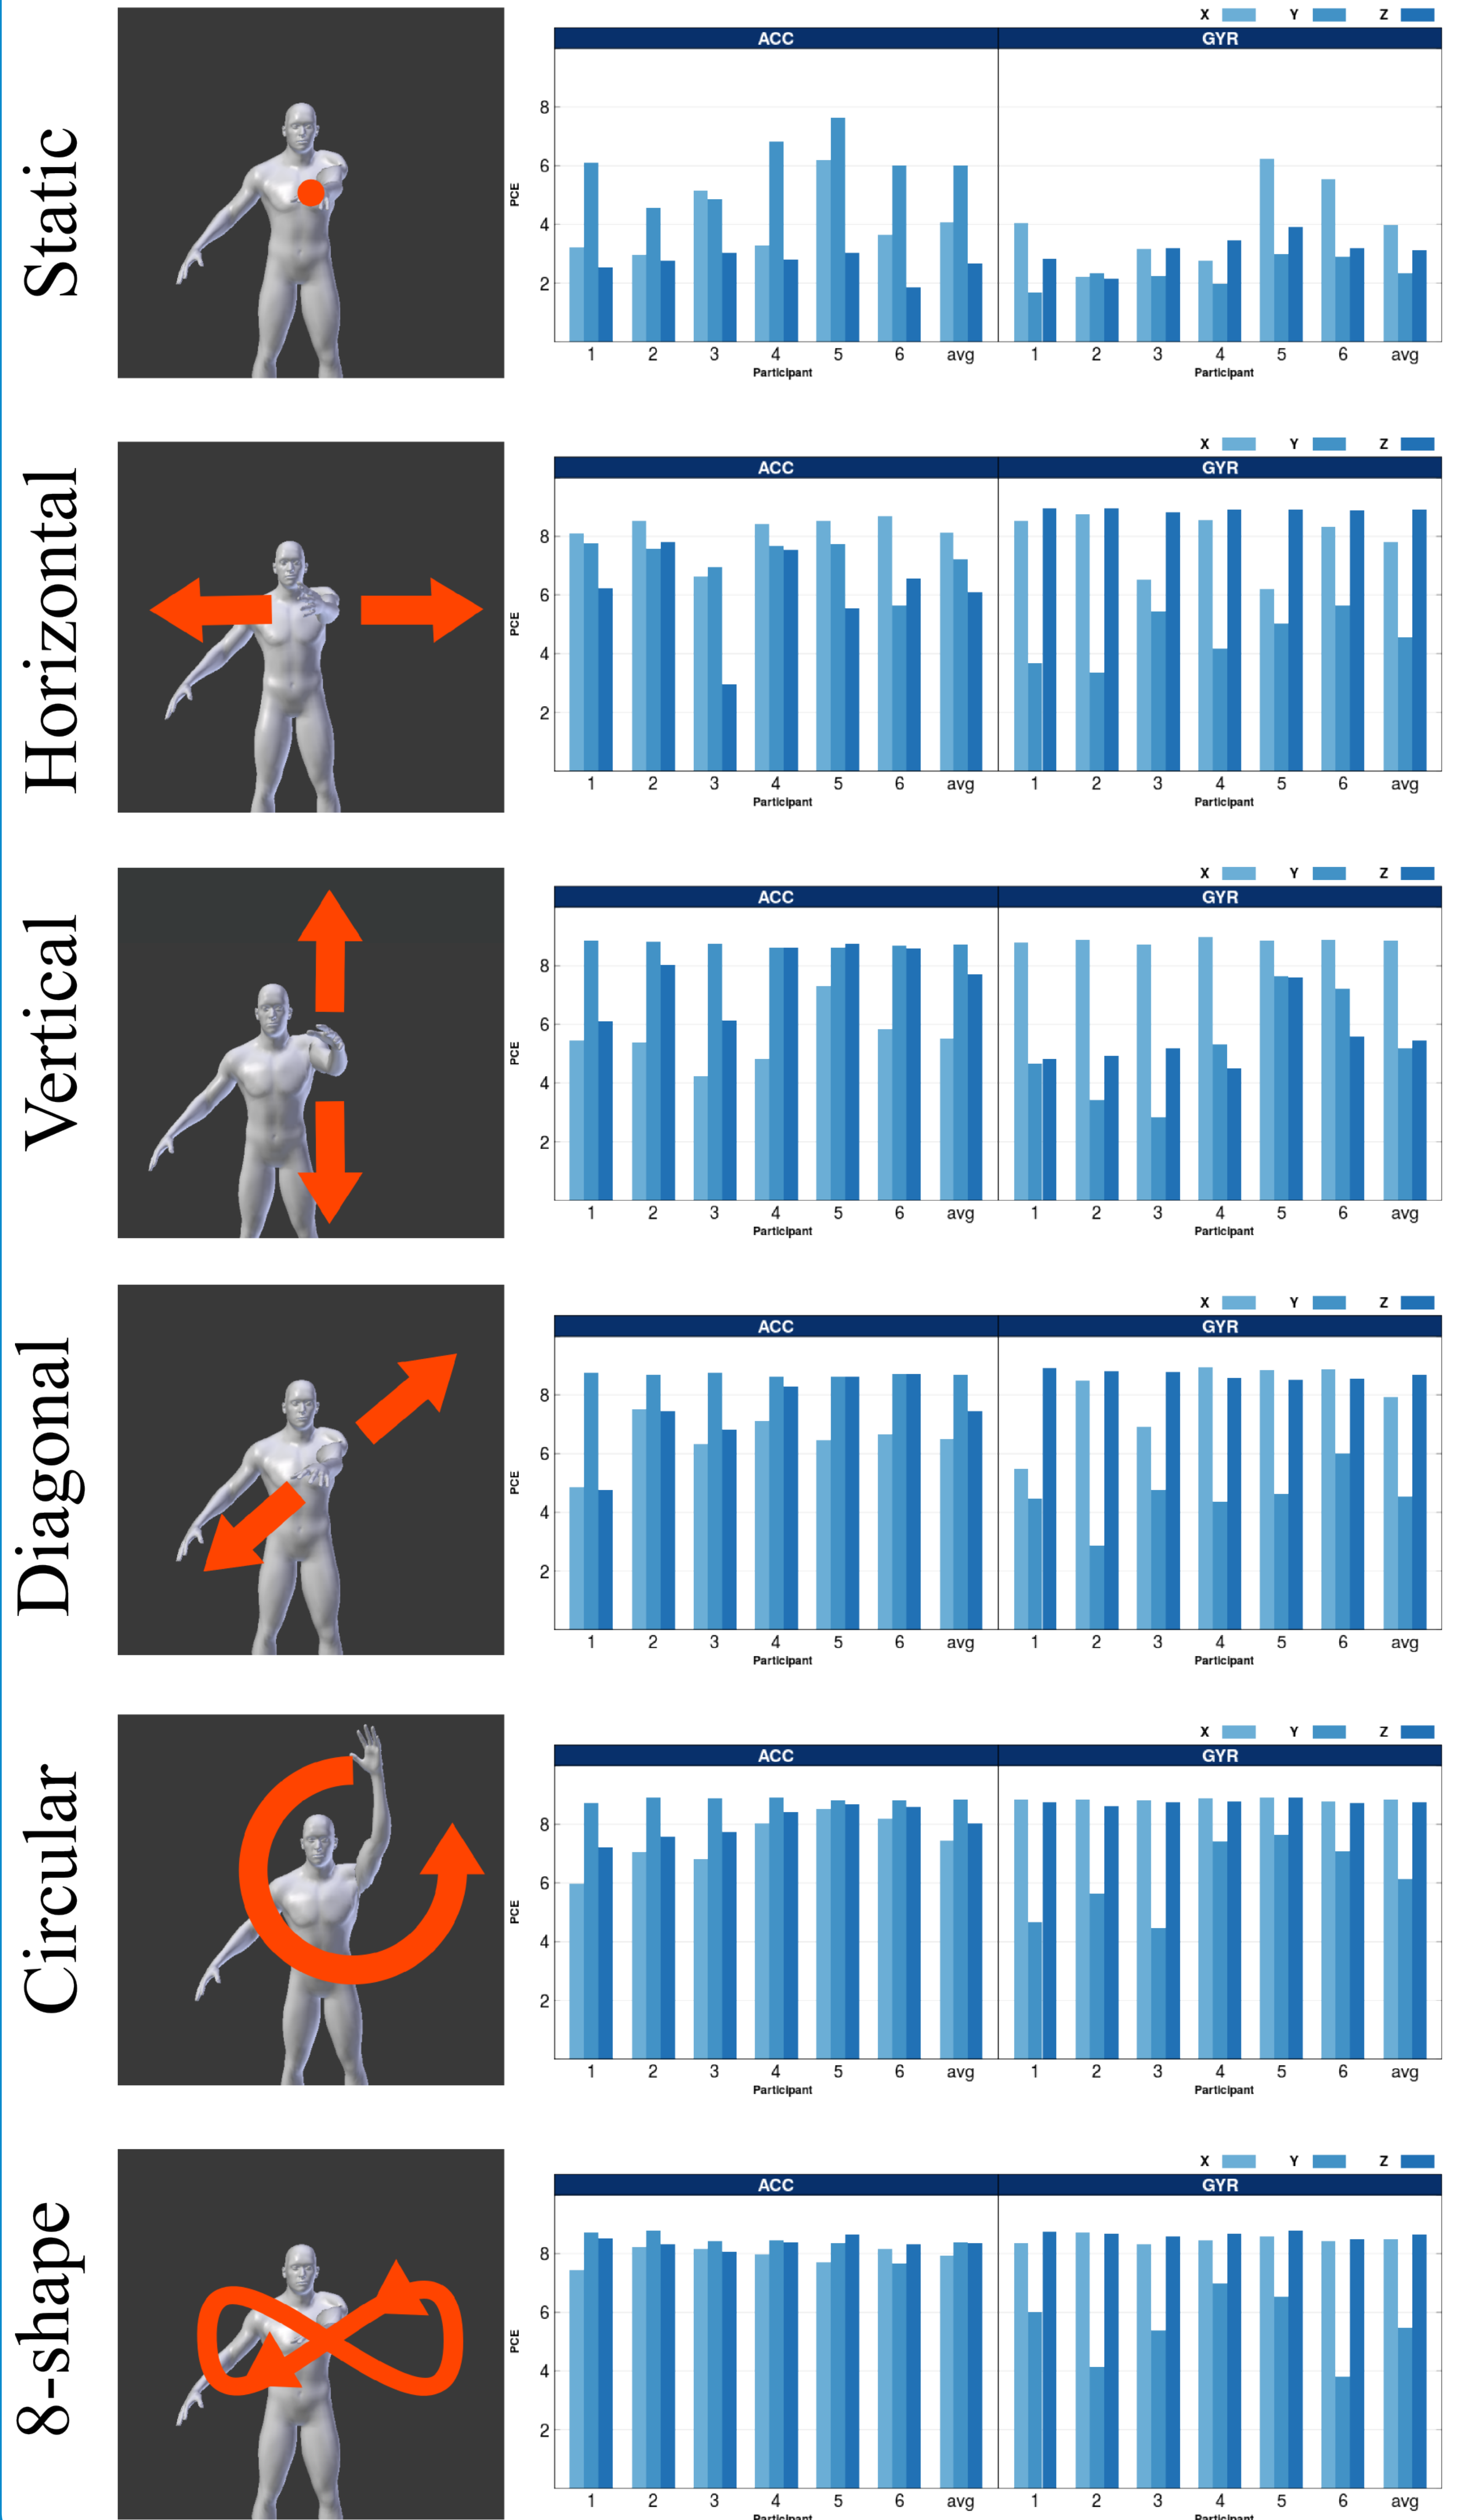 Static
X Y Z
ACC GYR
8
6
4
2
PCE
1 2 3 4 5 6 avg 1 2 3 4 5 6 avg
Participant Participant
Horizontal
X Y Z
ACC GYR
8
6
4
2
PCE
1 2 3 4 5 6 avg 1 2 3 4 5 6 avg
Participant Participant
Vertical
X Y Z
ACC GYR
8
6
4
2
PCE
1 2 3 4 5 6 avg 1 2 3 4 5 6 avg
Participant Participant
Diagonal
X Y Z
ACC GYR
8
6
4
2
PCE
1 2 3 4 5 6 avg 1 2 3 4 5 6 avg
Participant Participant
Circular
X Y Z
ACC GYR
8
6
4
2
PCE
1 2 3 4 5 6 avg 1 2 3 4 5 6 avg
Participant Participant
8-shape
X Y Z
ACC GYR
8
6
4
2
PCE
1 2 3 4 5 6 avg 1 2 3 4 5 6 avg
Participant Participant